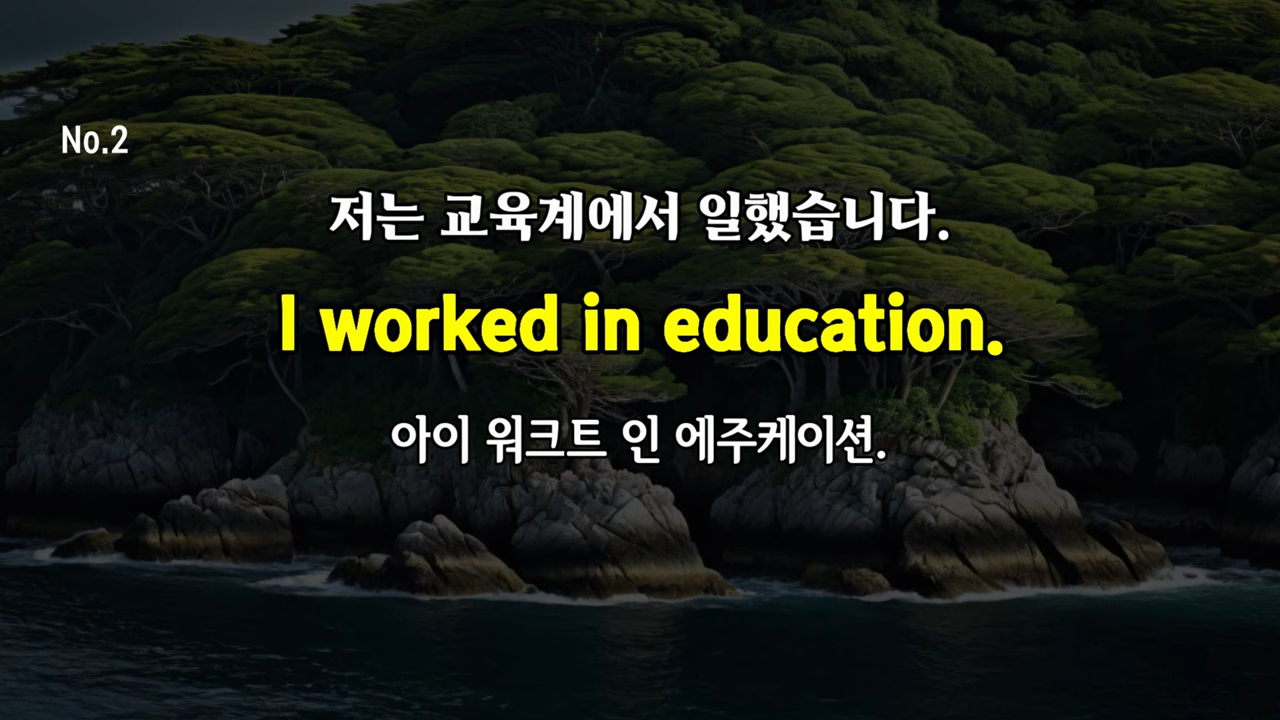 No.2
저는 교육계에서 일했습니다.
I worked in education.
아이 워크트 인 에주케이션.